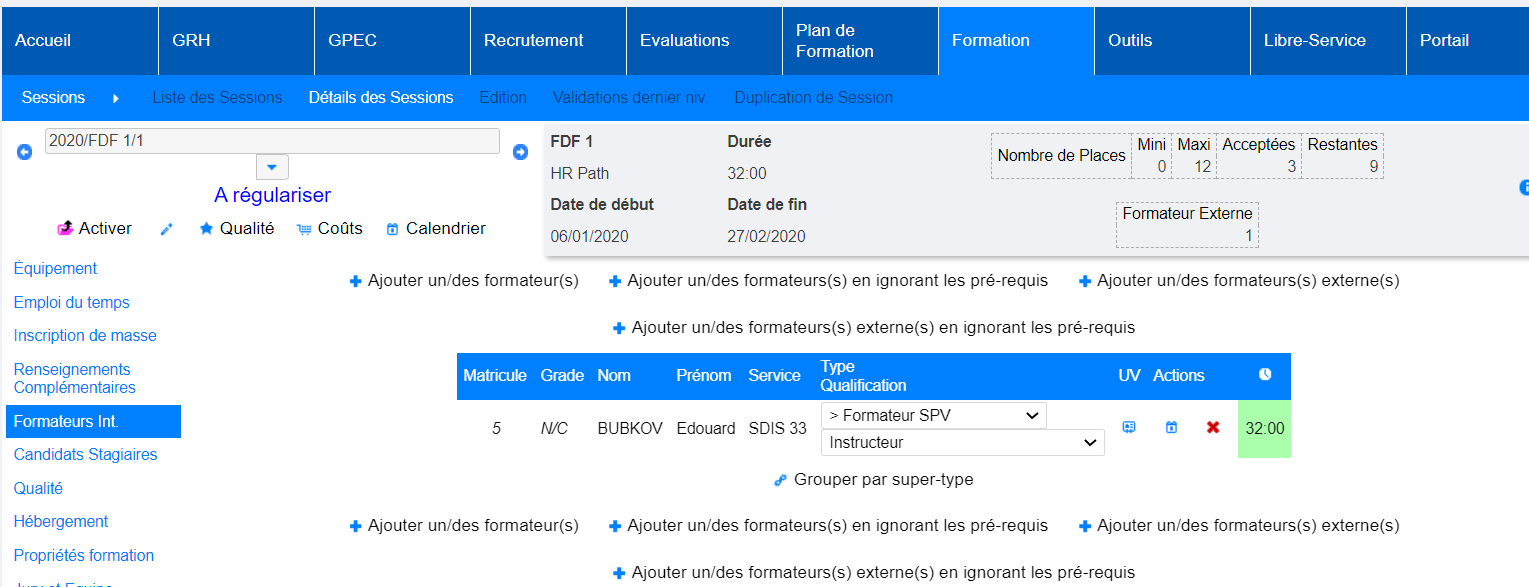 Accueil GRH GPEC Recrutement Evaluations Plan de Formation Formation Outils Libre-Service Portail
Sessions Liste des Sessions Détails des Sessions Edition Validations dernier niv. Duplication de Session
2020/FDF 1/1
A régulariser
Activer Qualité Coûts Calendrier
FDF 1 Durée
HR Path 32:00
Date de début Date de fin
06/01/2020 27/02/2020
Nombre de Places Mini Maxi Acceptées Restantes
0 12 3 9
Formateur Externe
1
Équipement
Emploi du temps
Inscription de masse
Renseignements
Complémentaires
Formateurs Int.
Candidats Stagiaires
Qualité
Hébergement
Propriétés formation
Ajouter un/des formateur(s) Ajouter un/des formateurs(s) en ignorant les pré-requis Ajouter un/des formateurs(s) externe(s)
Ajouter un/des formateurs(s) externe(s) en ignorant les pré-requis
Matricule Grade Nom Prénom Service Type Qualification UV Actions
5 N/C BUBKOV Edouard SDIS 33 > Formateur SPV 32:00
Instructeur
Grouper par super-type
Ajouter un/des formateur(s) Ajouter un/des formateurs(s) en ignorant les pré-requis Ajouter un/des formateurs(s) externe(s)
Ajouter un/des formateurs(s) externe(s) en ignorant les pré-requis